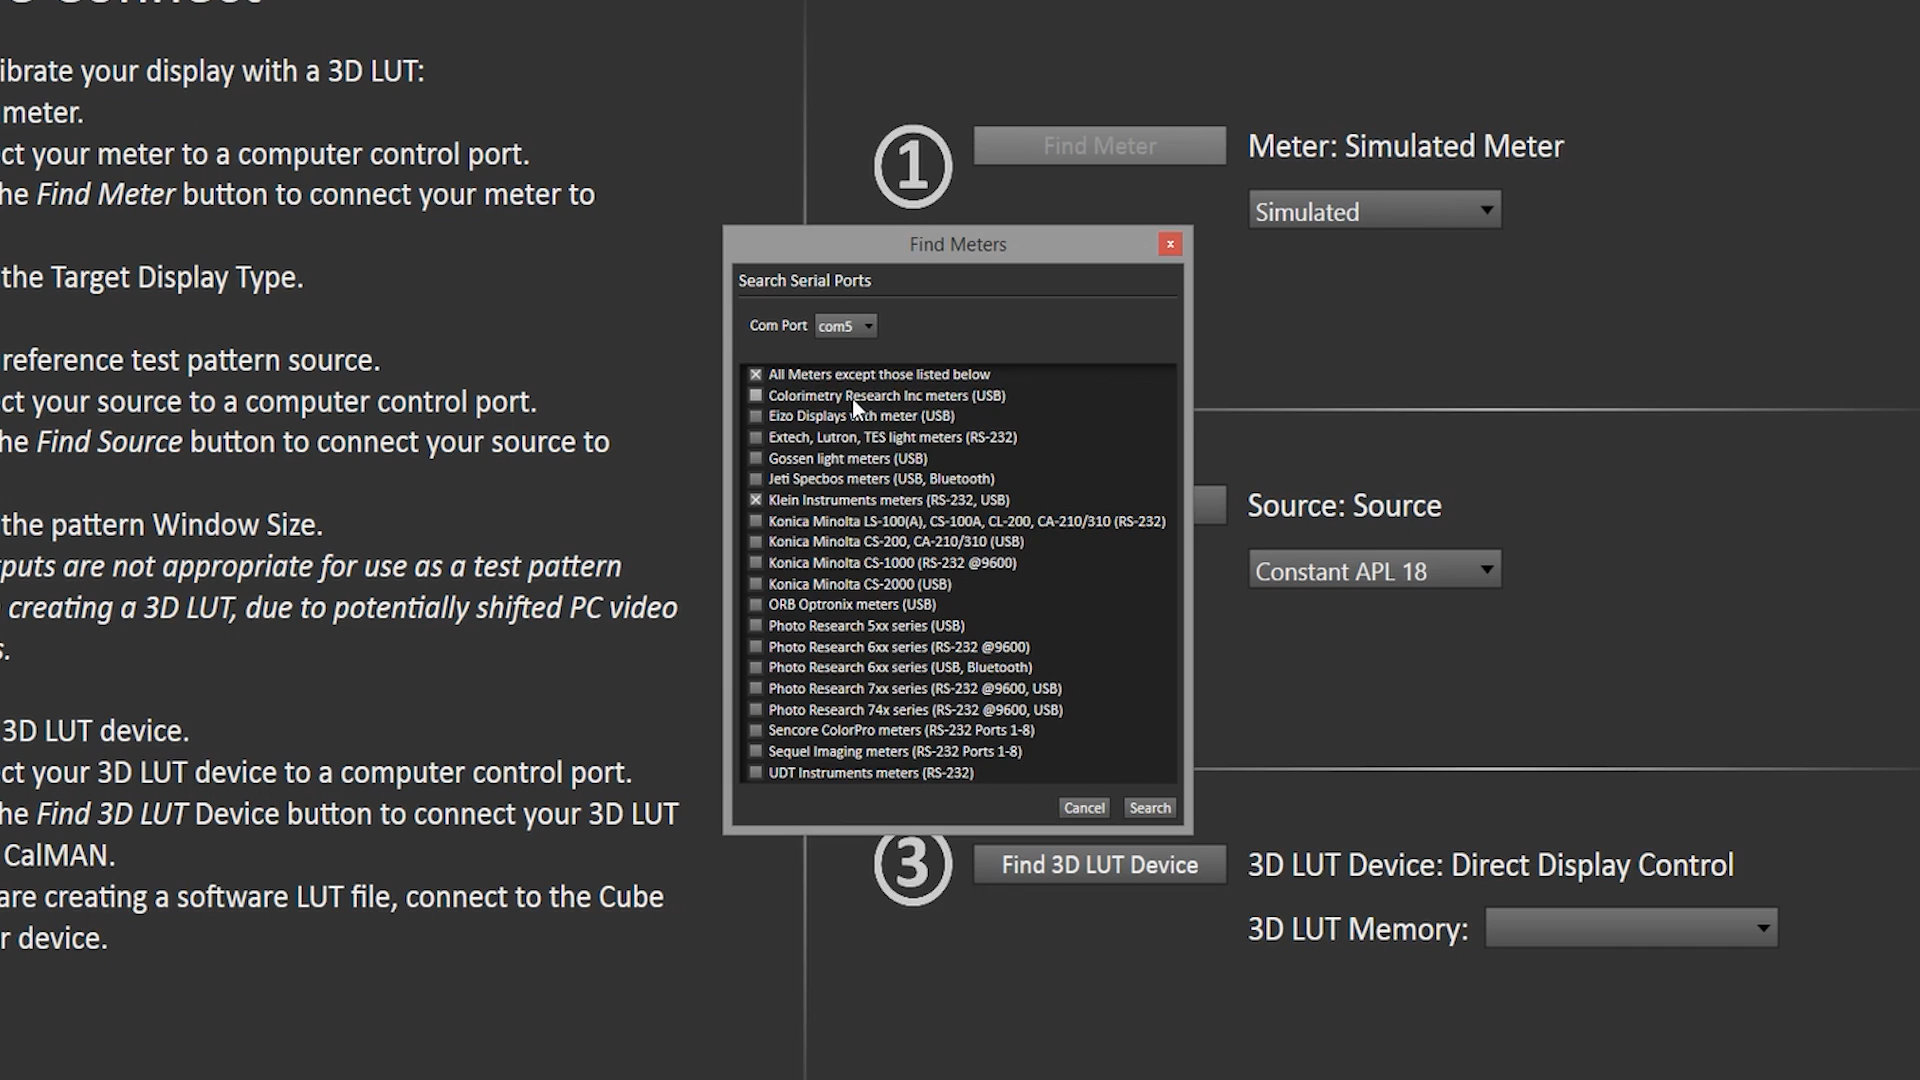 ibrate your display with a 3D LUT:
meter.
ct your meter to a computer control port.
he Find Meter button to connect your meter to
the Target Display Type.
reference test pattern source.
ct your source to a computer control port.
he Find Source button to connect your source to
the pattern Window Size.
puts are not appropriate for use as a test pattern
creating a 3D LUT, due to potentially shifted PC video
s.
3D LUT device.
ct your 3D LUT device to a computer control port.
he Find 3D LUT Device button to connect your 3D LUT
CalMAN.
are creating a software LUT file, connect to the Cube
r device.
1
Find Meter
Meter: Simulated Meter
Simulated
Find Meters
x
Search Serial Ports
Com Port com5
All Meters except those listed below
Colorimetry Research Inc meters (USB)
Eizo Displays with meter (USB)
Extech, Lutron, TES light meters (RS-232)
Gossen light meters (USB)
Jeti Specbos meters (USB, Bluetooth)
Klein Instruments meters (RS-232, USB)
Konica Minolta LS-100(A), CS-100A, CL-200, CA-210/310 (RS-232)
Konica Minolta CS-200, CA-210/310 (USB)
Konica Minolta CS-1000 (RS-232 @9600)
Konica Minolta CS-2000 (USB)
ORB Optronix meters (USB)
Photo Research 5xx series (USB)
Photo Research 6xx series (RS-232 @9600)
Photo Research 6xx series (USB, Bluetooth)
Photo Research 7xx series (RS-232 @9600, USB)
Photo Research 74x series (RS-232 @9600, USB)
Sencore ColorPro meters (RS-232 Ports 1-8)
Sequel Imaging meters (RS-232 Ports 1-8)
UDT Instruments meters (RS-232)
Cancel
Search
Source: Source
Constant APL 18
3
Find 3D LUT Device
3D LUT Device: Direct Display Control
3D LUT Memory: